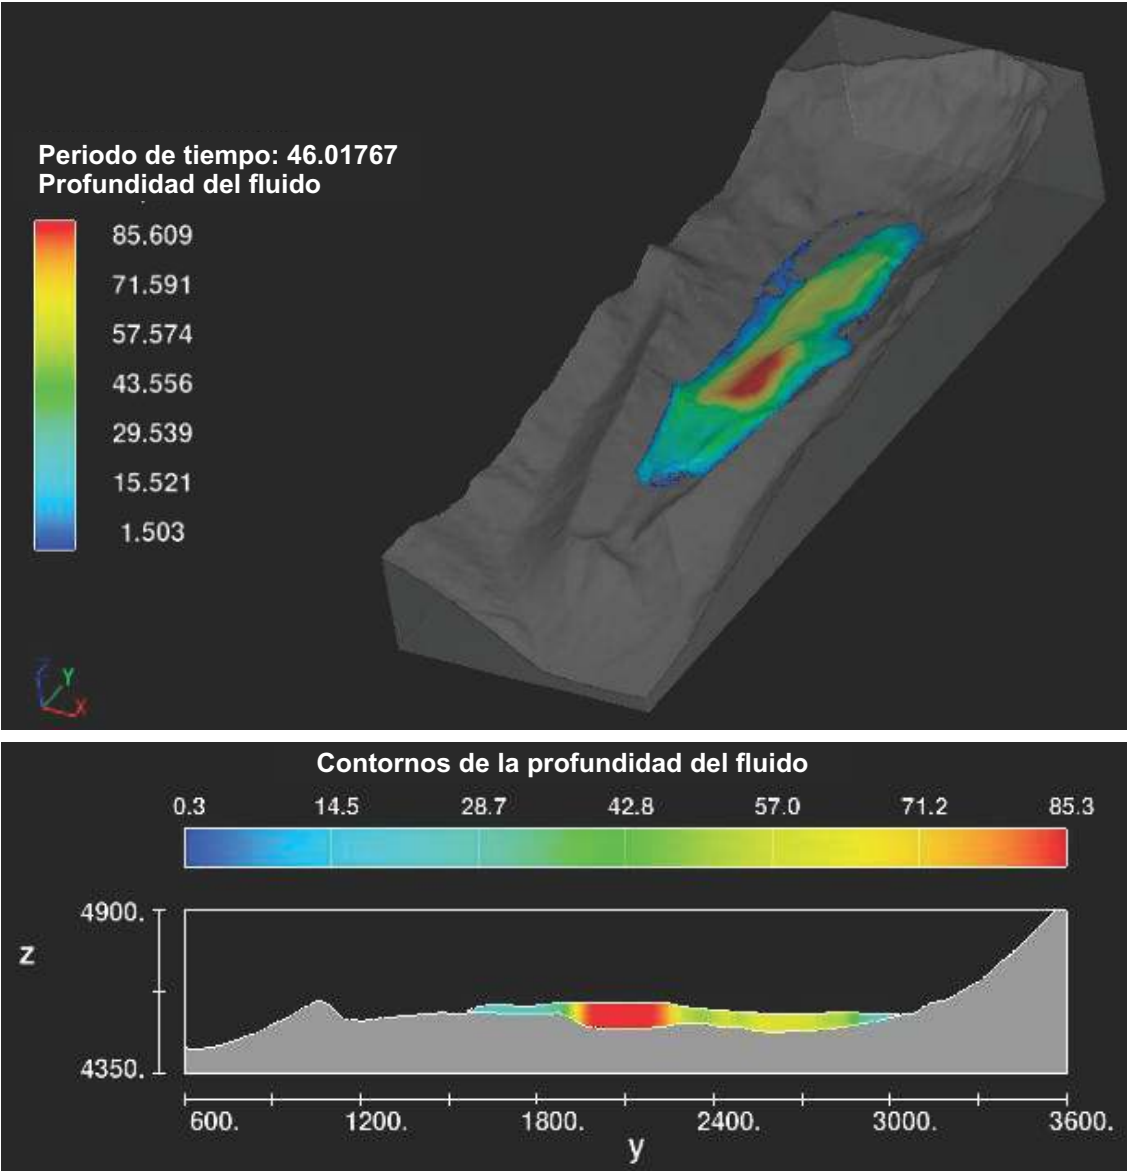 Periodo de tiempo: 46.01767
Profundidad del fluido
85.609
71.591
57.574
43.556
29.539
15.521
1.503
Z
Y
X
Contornos de la profundidad del fluido
0.3 14.5 28.7 42.8 57.0 71.2 85.3
4900.
z
4350.
600. 1200. 1800. 2400. 3000. 3600.
y